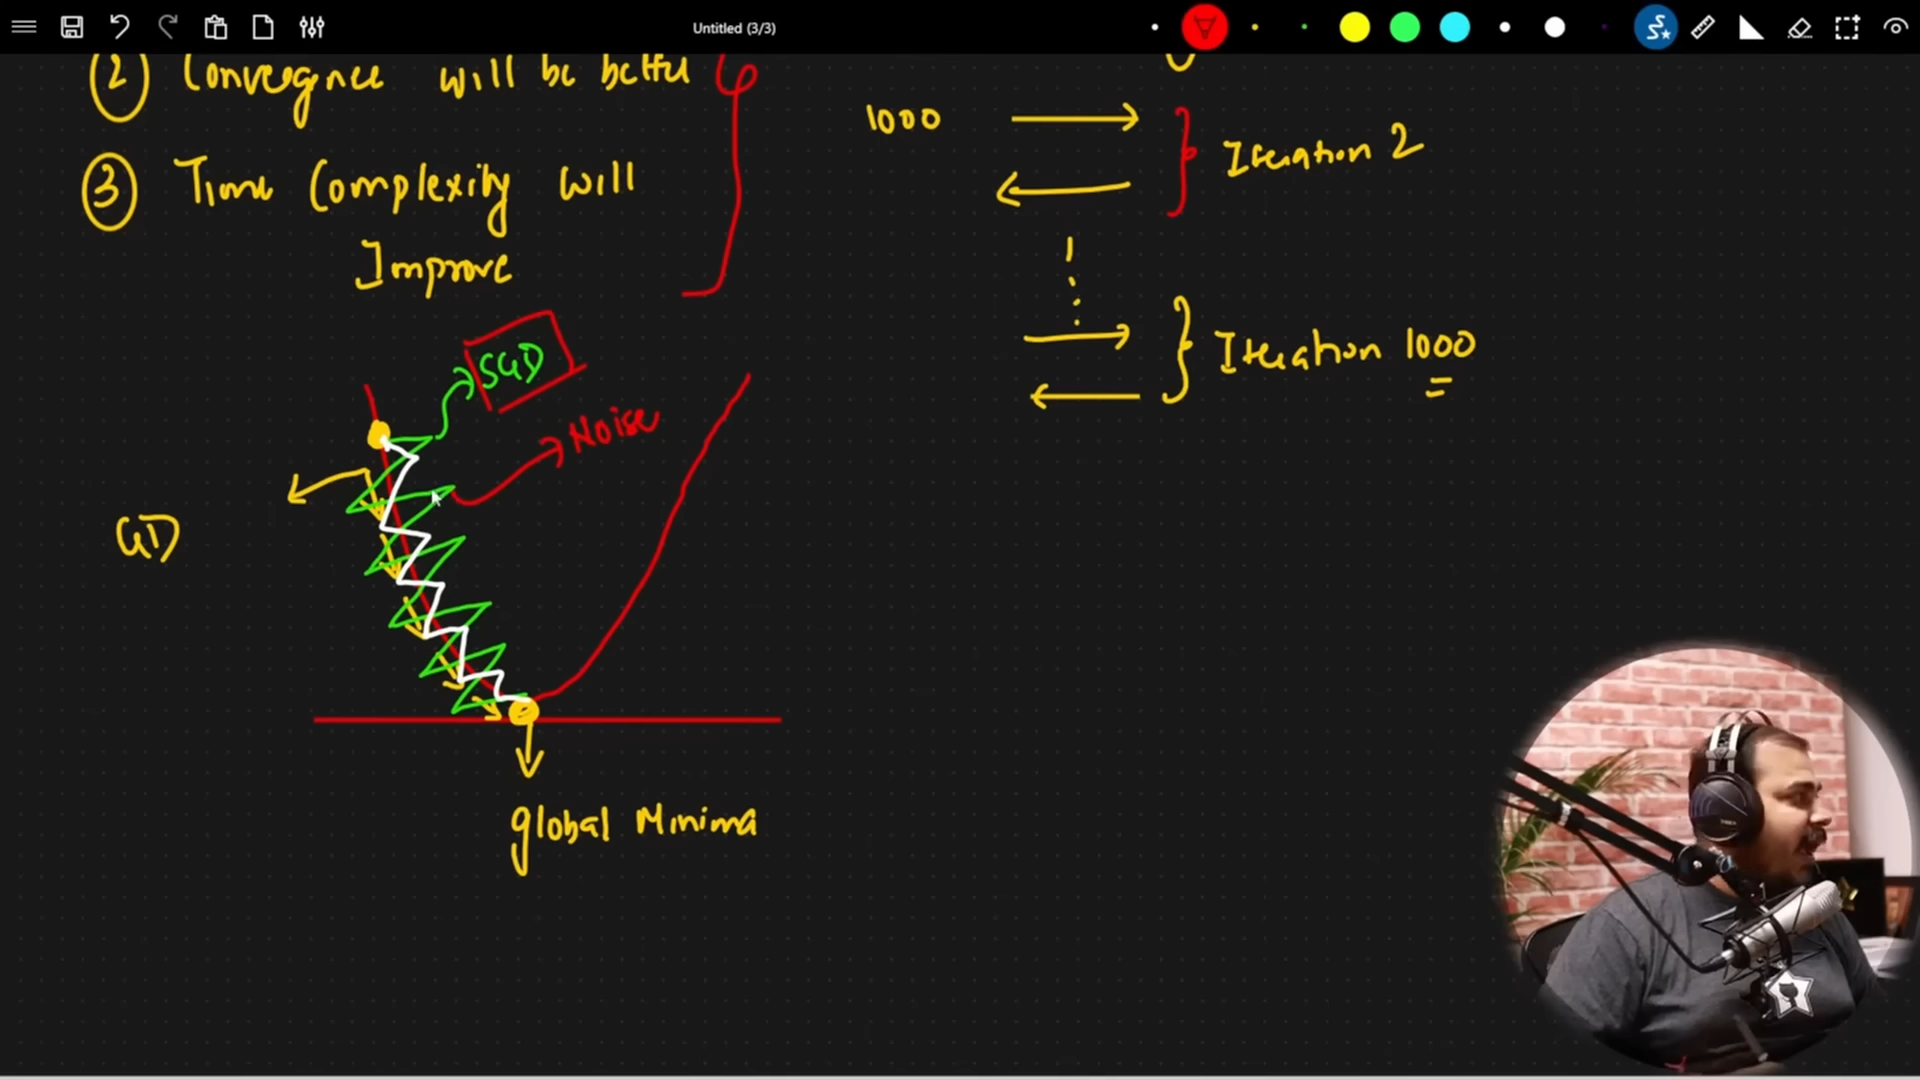 Untitled (3/3)
② Convergence will be better
③ Time Complexity will
Improve
SGD
Noise
GD
global Minima
1000
Iteration 2
Iteration 1000